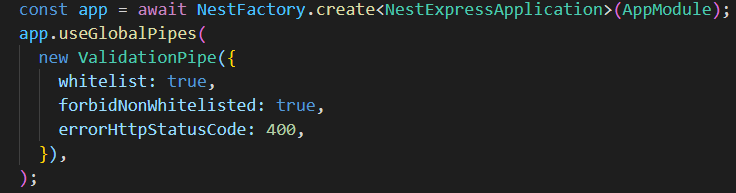 const app = await NestFactory.create<NestExpressApplication>(AppModule);
app.useGlobalPipes(
new ValidationPipe({
whitelist: true,
forbidNonWhitelisted: true,
errorHttpStatusCode: 400,
}),
);